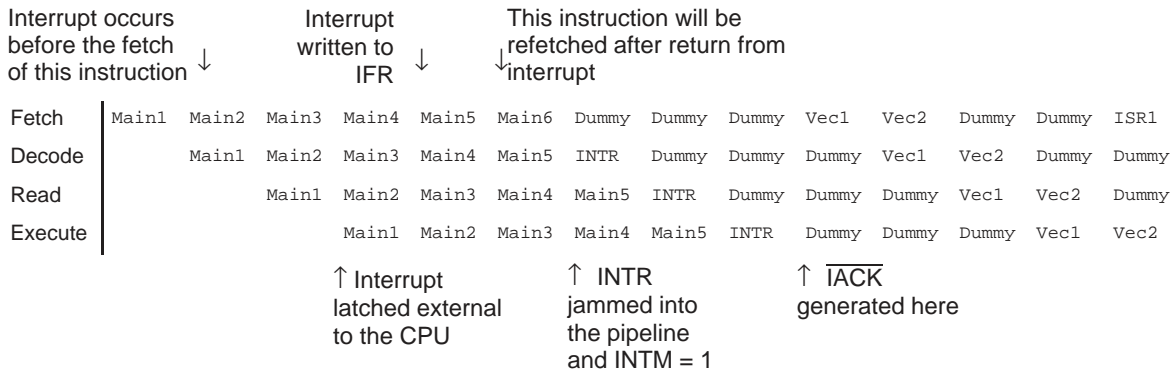 Interrupt occurs before the fetch of this instruction ↓
Interrupt written to IFR ↓
This instruction will be
↓refetched after return from interrupt
Fetch Main1 Main2 Main3 Main4 Main5 Main6 Dummy Dummy Dummy Vec1 Vec2 Dummy Dummy ISR1
Decode Main1 Main2 Main3 Main4 Main5 INTR Dummy Dummy Dummy Vec1 Vec2 Dummy Dummy
Read Main1 Main2 Main3 Main4 Main5 INTR Dummy Dummy Dummy Vec1 Vec2 Dummy
Execute Main1 Main2 Main3 Main4 Main5 INTR Dummy Dummy Dummy Vec1 Vec2
↑ Interrupt
latched external
to the CPU
↑ INTR
jammed into
the pipeline
and INTM = 1
↑ IACK
generated here